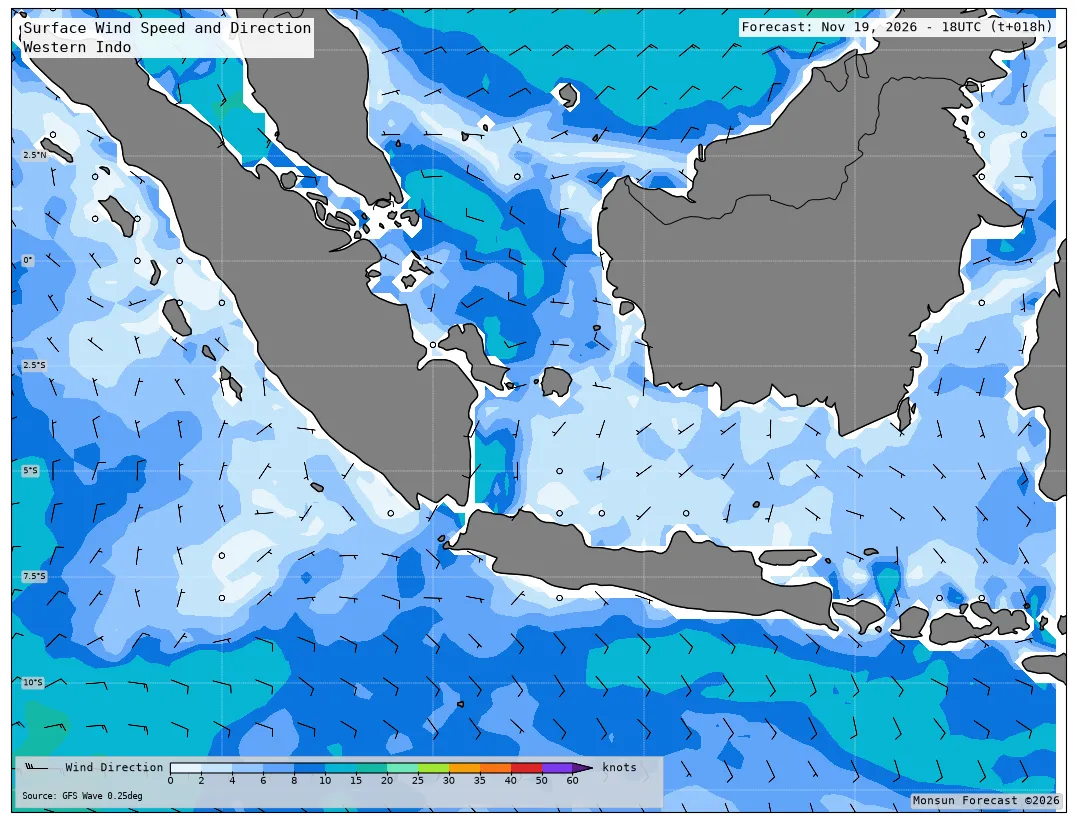 Surface Wind Speed and Direction
Western Indo
Forecast: Nov 19, 2026 - 18UTC (t+018h)
2.5°N
0°
2.5°S
5°S
7.5°S
10°S
Wind Direction
0 2 4 6 8 10 15 20 25 30 35 40 50 60
knots
Source: GFS Wave 0.25deg
Monsun Forecast ©2026